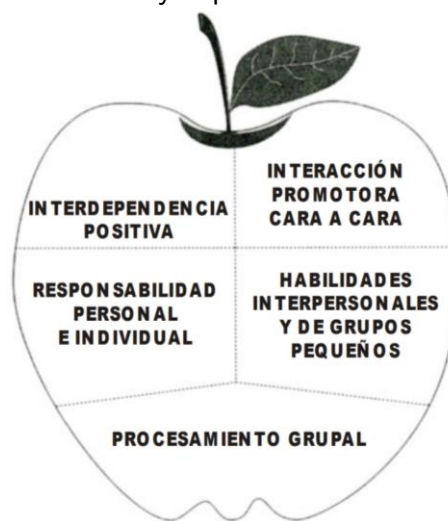 INTERDEPENDENCIA
POSITIVA
INTERACCIÓN
PROMOTORA
CARA A CARA
RESPONSABILIDAD
PERSONAL
E INDIVIDUAL
HABILIDADES
INTERPERSONALES
Y DE GRUPOS
PEQUEÑOS
PROCESAMIENTO GRUPAL